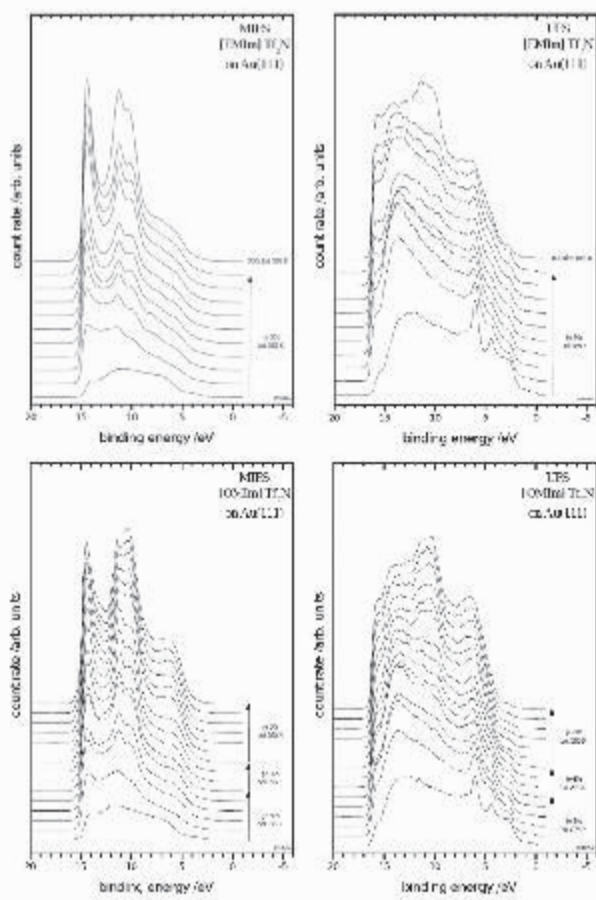 MIES
[EMIm] Tf₂N
on Au(111)
count rate /arb. units
20 15 10 5 0 -5
binding energy /eV
UPS
[EMIm] Tf₂N
on Au(111)
count rate /arb. units
20 15 10 5 0 -5
binding energy /eV
MIES
[OMIm] Tf₂N
on Au(111)
count rate /arb. units
20 15 10 5 0 -5
binding energy /eV
UPS
[OMIm] Tf₂N
on Au(111)
count rate /arb. units
20 15 10 5 0 -5
binding energy /eV